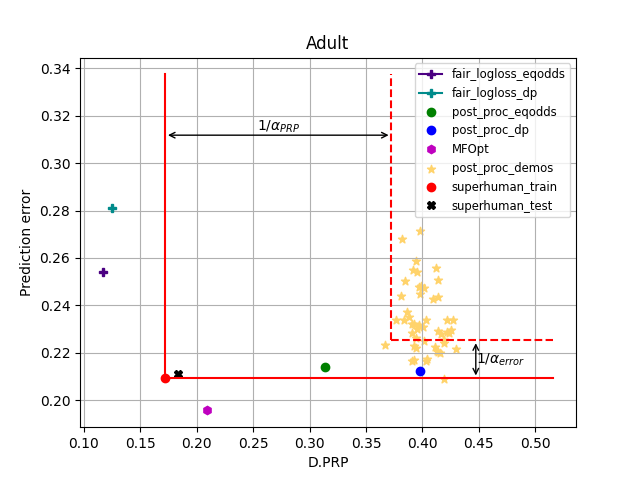 Adult
0.34
0.32
0.30
0.28
0.26
0.24
0.22
0.20
Prediction error
fair_logloss_eqodds
fair_logloss_dp
post_proc_eqodds
post_proc_dp
MFOpt
post_proc_demos
superhuman_train
superhuman_test
1/α_PRP
1/α_error
0.10 0.15 0.20 0.25 0.30 0.35 0.40 0.45 0.50
D.PRP